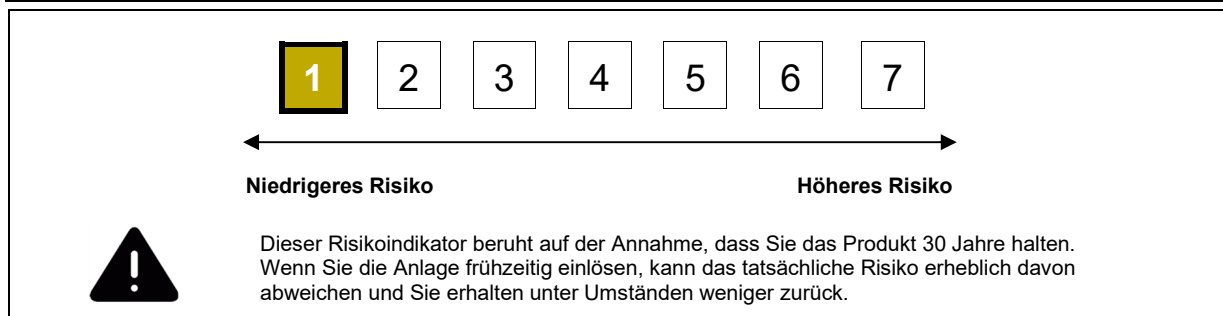 1 2 3 4 5 6 7
Niedrigeres Risiko Höheres Risiko
Dieser Risikoindikator beruht auf der Annahme, dass Sie das Produkt 30 Jahre halten.
Wenn Sie die Anlage frühzeitig einlösen, kann das tatsächliche Risiko erheblich davon
abweichen und Sie erhalten unter Umständen weniger zurück.